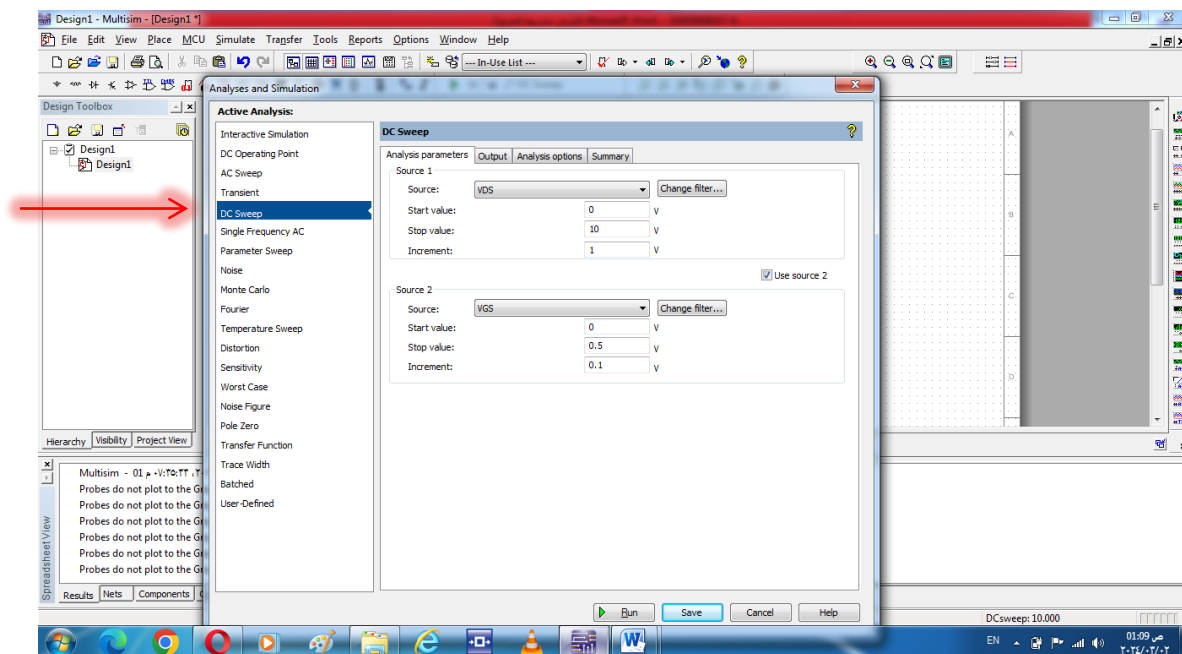 Design1 - Multisim - [Design1 *]
File Edit View Place MCU Simulate Transfer Tools Reports Options Window Help
--- In-Use List ---
Design Toolbox
Design1
Design1
Hierarchy Visibility Project View
Analyses and Simulation
Active Analysis:
Interactive Simulation
DC Operating Point
AC Sweep
Transient
DC Sweep
Single Frequency AC
Parameter Sweep
Noise
Monte Carlo
Fourier
Temperature Sweep
Distortion
Sensitivity
Worst Case
Noise Figure
Pole Zero
Transfer Function
Trace Width
Batched
User-Defined
DC Sweep
Analysis parameters Output Analysis options Summary
Source 1
Source: VDS Change filter...
Start value: 0 V
Stop value: 10 V
Increment: 1 V
Use source 2
Source 2
Source: VGS Change filter...
Start value: 0 V
Stop value: 0.5 V
Increment: 0.1 V
Run Save Cancel Help
A
B
C
D
Spreadsheet View
Multisim - 01
Probes do not plot to the
Probes do not plot to the
Probes do not plot to the
Probes do not plot to the
Probes do not plot to the
Probes do not plot to the
Results Nets Components
DCsweep: 10.000
EN
01:09 ص
٢٠٢٤/٠٣/٠٢